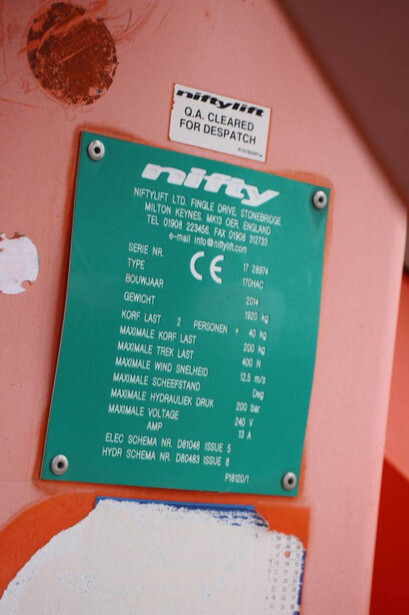 niftylift
Q.A. CLEARED
FOR DESPATCH
nifty
NIFTYLIFT LTD, FINGLE DRIVE, STONEBRIDGE
MILTON KEYNES, MK13 OER, ENGLAND
TEL 01908 223456, FAX 01908 312733
e-mail info@niftylift.com
CE
SERIE NR. 17 28974
TYPE 170HAC
BOUWJAAR 2014
GEWICHT 1920 kg
KORF LAST 2 PERSONEN + 40 kg
MAXIMALE KORF LAST 200 kg
MAXIMALE TREK LAST 400 N
MAXIMALE WIND SNELHEID 12,5 m/s
MAXIMALE SCHEEFSTAND Deg
MAXIMALE HYDRAULIEK DRUK 200 bar
MAXIMALE VOLTAGE 240 V
AMP 13 A
ELEC SCHEMA NR. D81048 ISSUE 5
HYDR SCHEMA NR. D80483 ISSUE 8
P18120/1